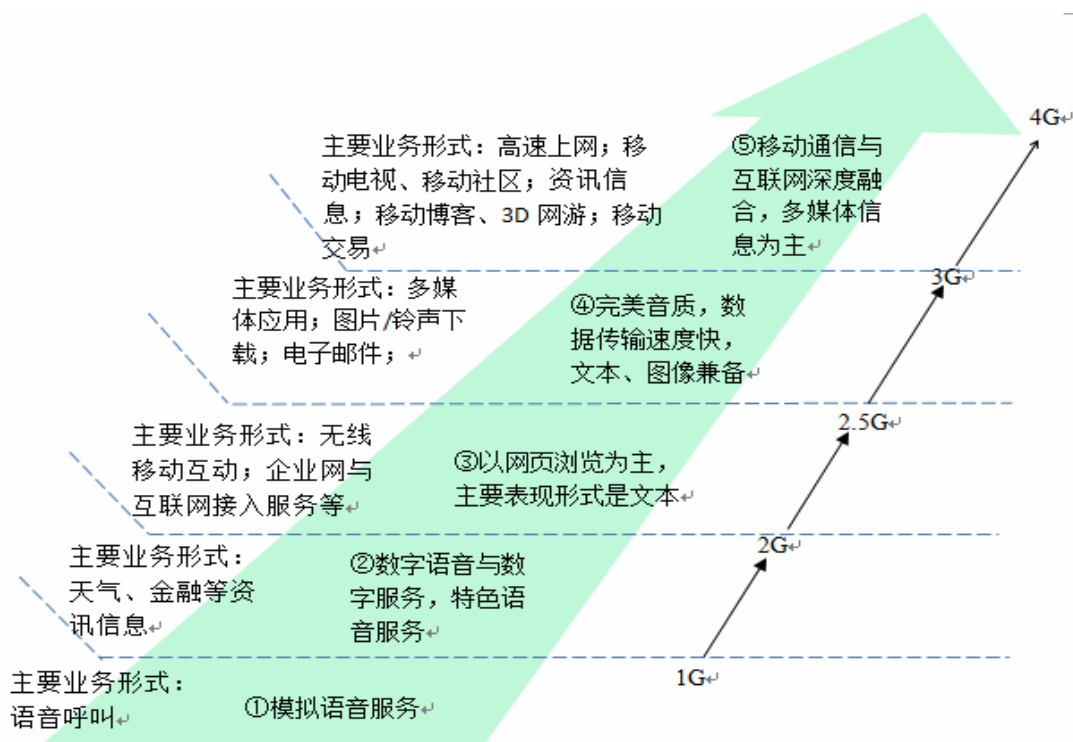 4G
主要业务形式：高速上网；移
动电视、移动社区；资讯信
息；移动博客、3D 网游；移动
交易
⑤移动通信与
互联网深度融
合，多媒体信
息为主
3G
主要业务形式：多媒
体应用；图片/铃声下
载；电子邮件；
④完美音质，数
据传输速度快，
文本、图像兼备
2.5G
主要业务形式：无线
移动互动；企业网与
互联网接入服务等
③以网页浏览为主，
主要表现形式是文本
2G
主要业务形式：
天气、金融等资
讯信息
②数字语音与数
字服务，特色语
音服务
1G
主要业务形式：
语音呼叫
①模拟语音服务